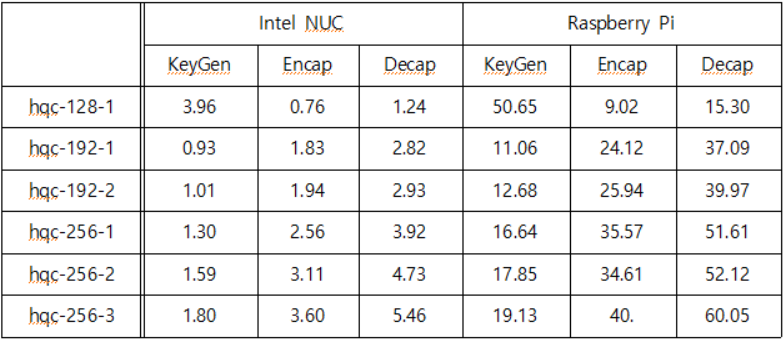 Intel NUC Raspberry Pi
KeyGen Encap Decap KeyGen Encap Decap
hqc-128-1 3.96 0.76 1.24 50.65 9.02 15.30
hqc-192-1 0.93 1.83 2.82 11.06 24.12 37.09
hqc-192-2 1.01 1.94 2.93 12.68 25.94 39.97
hqc-256-1 1.30 2.56 3.92 16.64 35.57 51.61
hqc-256-2 1.59 3.11 4.73 17.85 34.61 52.12
hqc-256-3 1.80 3.60 5.46 19.13 40. 60.05